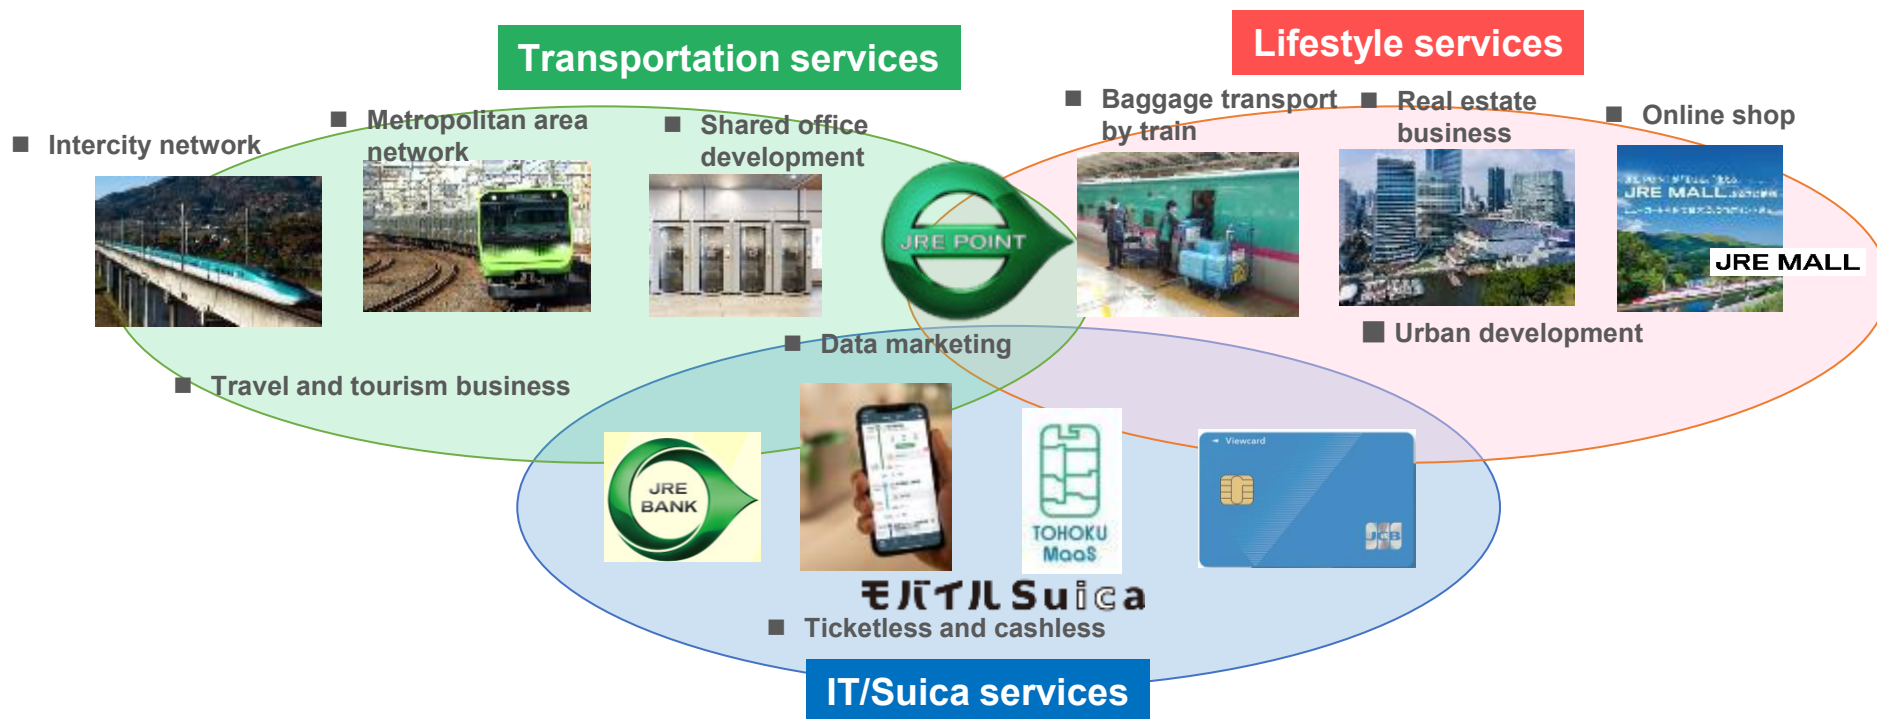 Transportation services
Lifestyle services
■ Intercity network
■ Metropolitan area
network
■ Shared office
development
■ Baggage transport
by train
■ Real estate
business
■ Online shop
JRE POINT
JRE MALL
JRE MALL
■ Data marketing
■ Urban development
■ Travel and tourism business
JRE
BANK
TOHOKU
MaaS
Viewcard
JCB
モバイルSuica
■ Ticketless and cashless
IT/Suica services